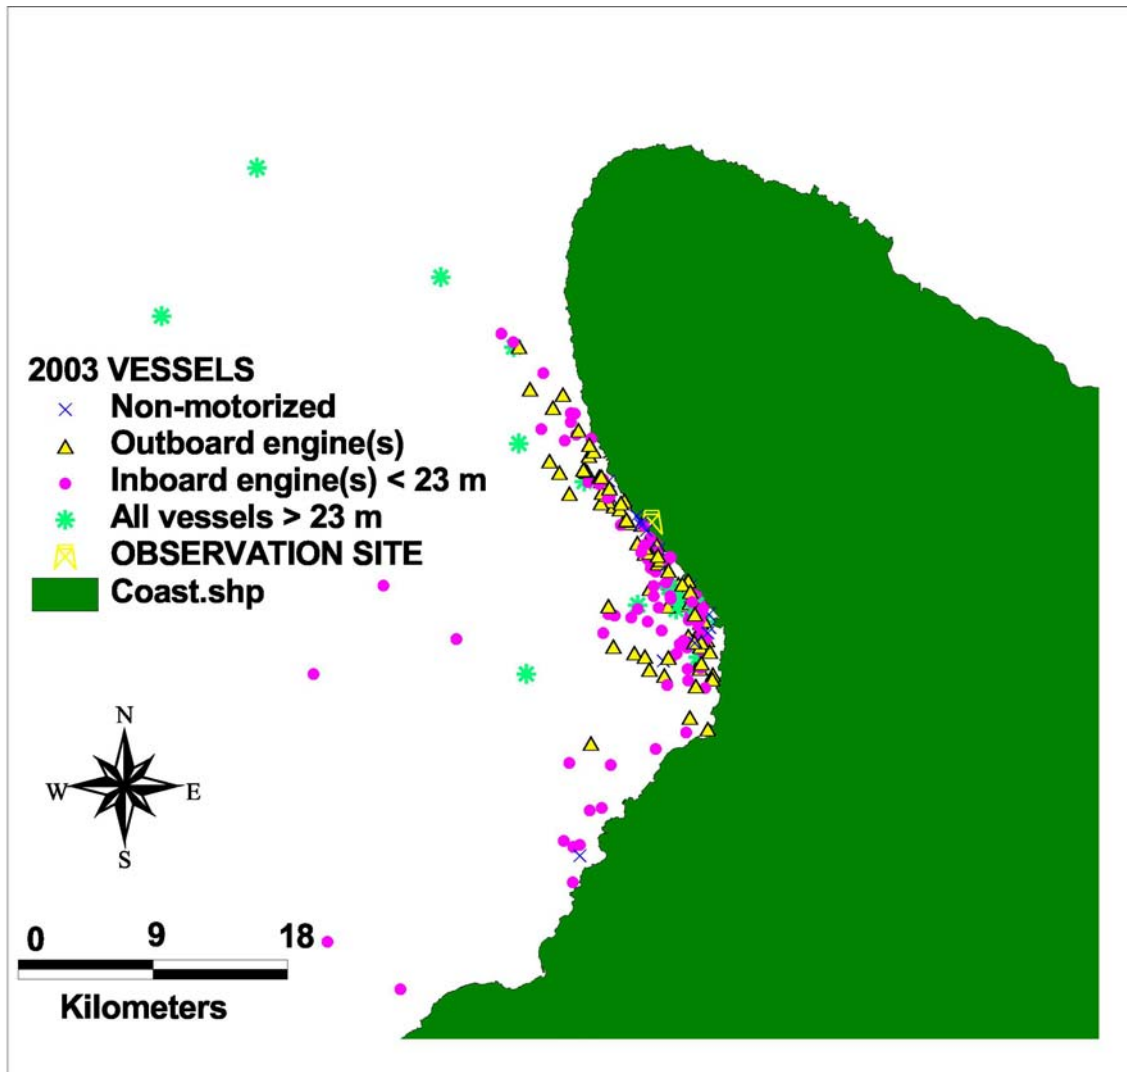 2003 VESSELS
Non-motorized
Outboard engine(s)
Inboard engine(s) < 23 m
All vessels > 23 m
OBSERVATION SITE
Coast.shp
N
W E
S
0 9 18
Kilometers